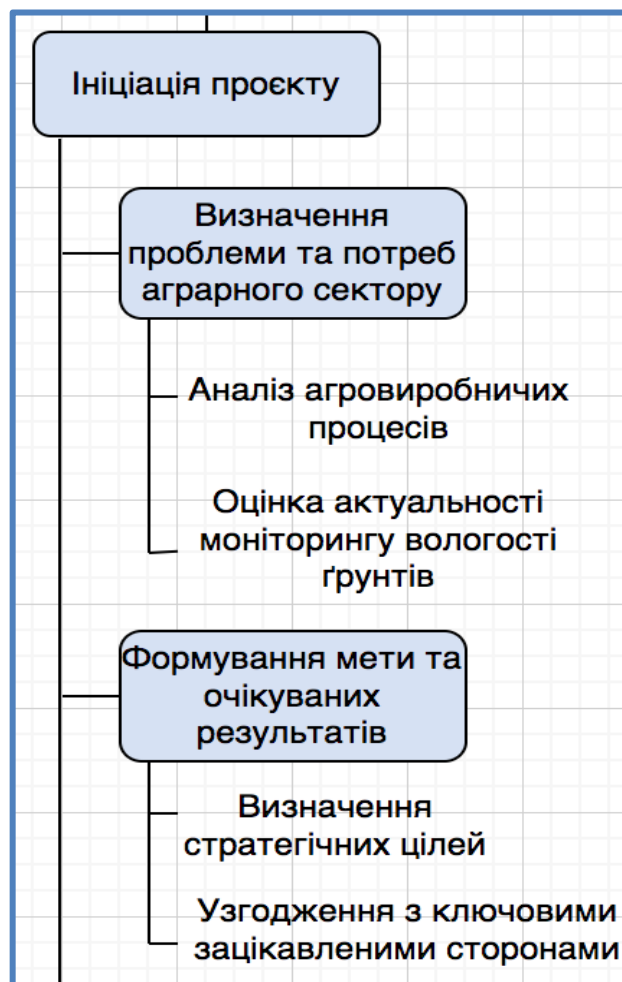 Ініціація проєкту
Визначення
проблеми та потреб
аграрного сектору
Аналіз агровиробничих
процесів
Оцінка актуальності
моніторингу вологості
ґрунтів
Формування мети та
очікуваних
результатів
Визначення
стратегічних цілей
Узгодження з ключовими
зацікавленими сторонами